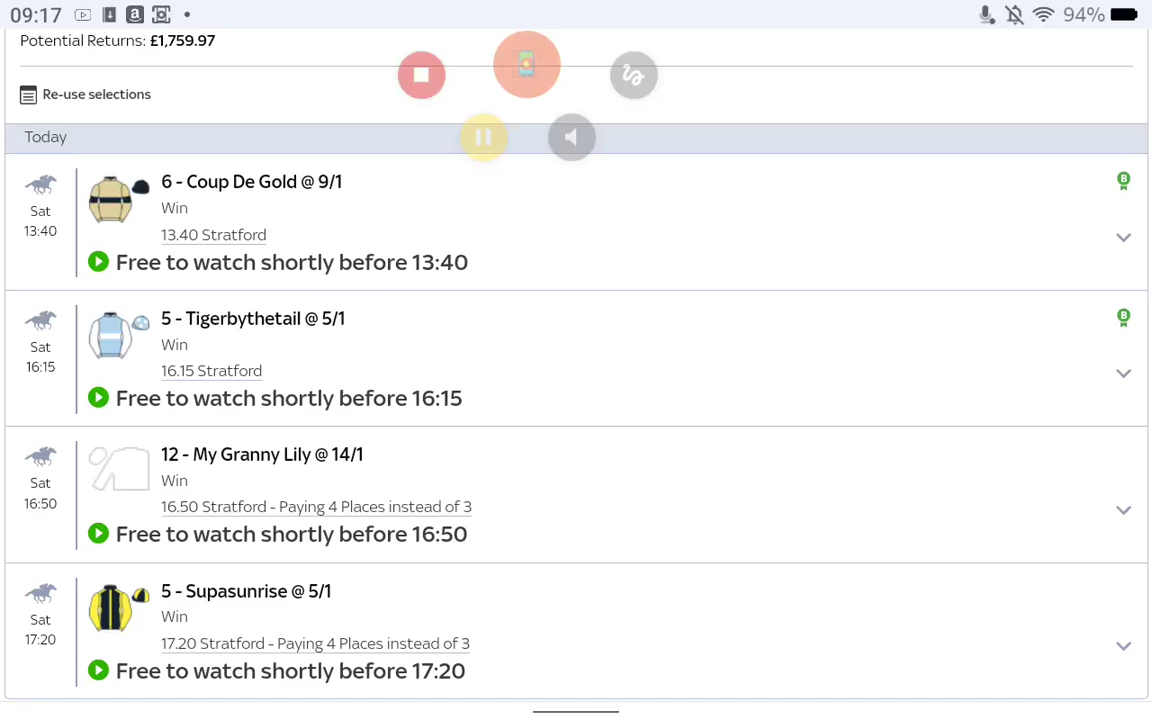 09:17
94%
Potential Returns: £1,759.97
Re-use selections
Today
Sat
13:40
6 - Coup De Gold @ 9/1
Win
13.40 Stratford
Free to watch shortly before 13:40
B
Sat
16:15
5 - Tigerbythetail @ 5/1
Win
16.15 Stratford
Free to watch shortly before 16:15
B
Sat
16:50
12 - My Granny Lily @ 14/1
Win
16.50 Stratford - Paying 4 Places instead of 3
Free to watch shortly before 16:50
Sat
17:20
5 - Supasunrise @ 5/1
Win
17.20 Stratford - Paying 4 Places instead of 3
Free to watch shortly before 17:20